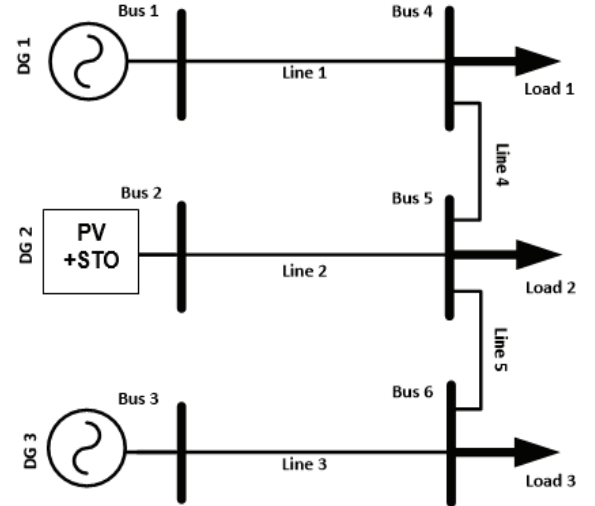 Bus 1
Bus 4
DG 1
Line 1
Load 1
Line 4
Bus 2
Bus 5
DG 2
PV
+STO
Line 2
Load 2
Line 5
Bus 3
Bus 6
DG 3
Line 3
Load 3